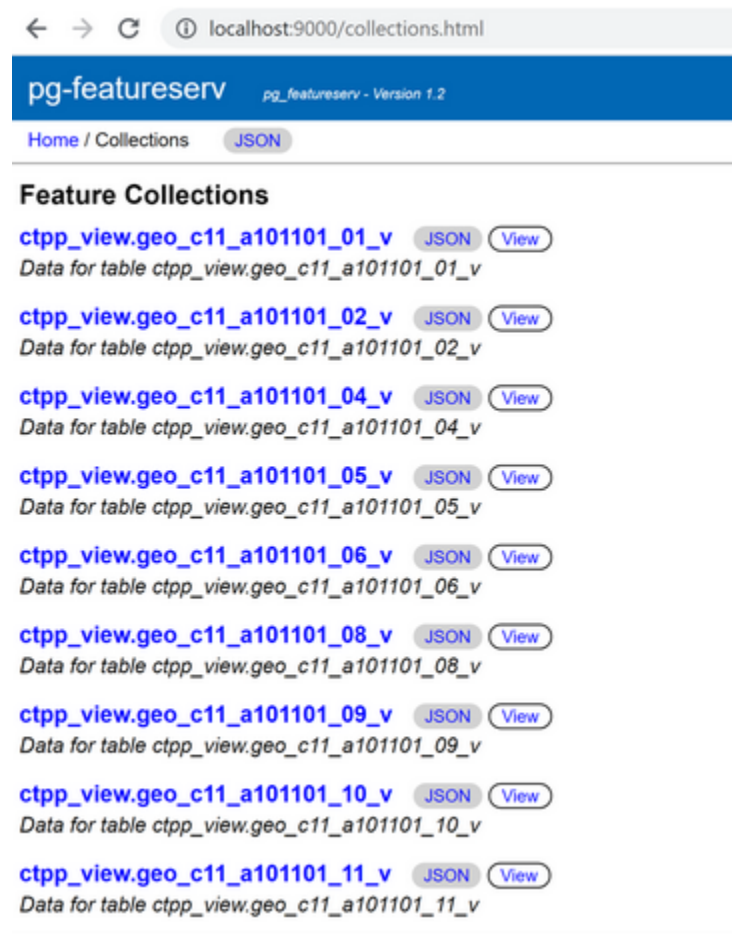 localhost:9000/collections.html
pg-featureserv pg_featureserv - Version 1.2
Home / Collections JSON
Feature Collections
ctpp_view.geo_c11_a101101_01_v JSON View
Data for table ctpp_view.geo_c11_a101101_01_v
ctpp_view.geo_c11_a101101_02_v JSON View
Data for table ctpp_view.geo_c11_a101101_02_v
ctpp_view.geo_c11_a101101_04_v JSON View
Data for table ctpp_view.geo_c11_a101101_04_v
ctpp_view.geo_c11_a101101_05_v JSON View
Data for table ctpp_view.geo_c11_a101101_05_v
ctpp_view.geo_c11_a101101_06_v JSON View
Data for table ctpp_view.geo_c11_a101101_06_v
ctpp_view.geo_c11_a101101_08_v JSON View
Data for table ctpp_view.geo_c11_a101101_08_v
ctpp_view.geo_c11_a101101_09_v JSON View
Data for table ctpp_view.geo_c11_a101101_09_v
ctpp_view.geo_c11_a101101_10_v JSON View
Data for table ctpp_view.geo_c11_a101101_10_v
ctpp_view.geo_c11_a101101_11_v JSON View
Data for table ctpp_view.geo_c11_a101101_11_v